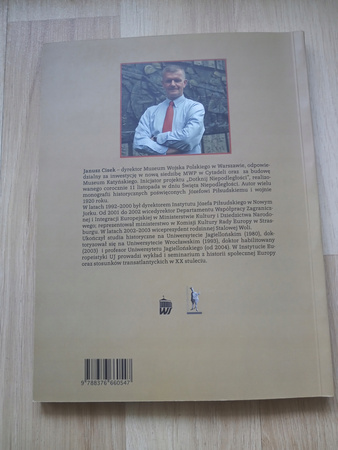 Janusz Cisek – dyrektor Muzeum Wojska Polskiego w Warszawie, odpowie-
dzialny za inwestycję w nową siedzibę MWP w Cytadeli oraz za budowę
Muzeum Katyńskiego. Inicjator projektu „Dotknij Niepodległości", realizo-
wanego corocznie 11 listopada w dniu Święta Niepodległości. Autor wielu
monografii historycznych poświęconych Józefowi Piłsudskiemu i wojnie
1920 roku.
W latach 1992–2000 był dyrektorem Instytutu Józefa Piłsudskiego w Nowym
Jorku. Od 2001 do 2002 wicedyrektor Departamentu Współpracy Zagranicz-
nej i Integracji Europejskiej w Ministerstwie Kultury i Dziedzictwa Narodo-
wego; reprezentował ministerstwo w Komisji Kultury Rady Europy w Stras-
burgu. W latach 2002–2003 wiceprezydent rodzinnej Stalowej Woli.
Ukończył studia historyczne na Uniwersytecie Jagiellońskim (1980), dok-
toryzował się na Uniwersytecie Wrocławskim (1993), doktor habilitowany
(2003) i profesor Uniwersytetu Jagiellońskiego (od 2004). W Instytucie Eu-
ropeistyki UJ prowadzi wykład i seminarium z historii społecznej Europy
oraz stosunków transatlantyckich w XX stuleciu.
9 788376 660547